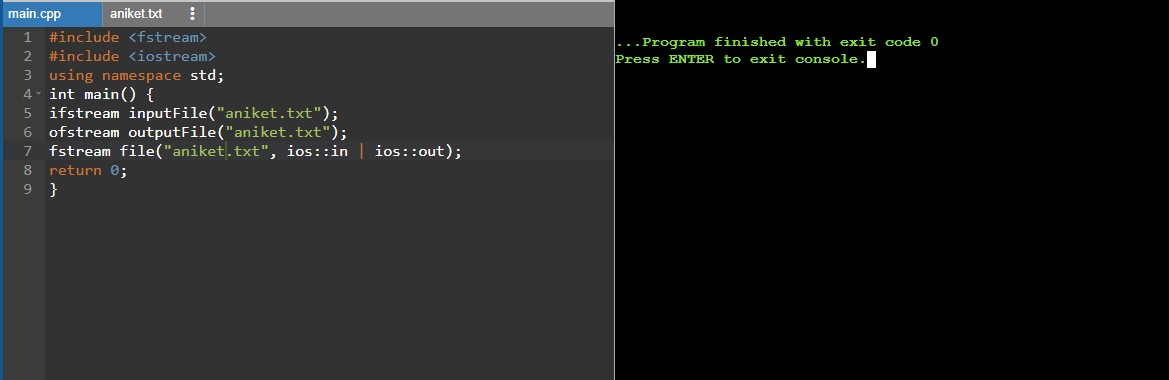 main.cpp aniket.txt
1 #include <fstream>
2 #include <iostream>
3 using namespace std;
4 int main() {
5 ifstream inputFile("aniket.txt");
6 ofstream outputFile("aniket.txt");
7 fstream file("aniket.txt", ios::in | ios::out);
8 return 0;
9 }
...Program finished with exit code 0
Press ENTER to exit console.